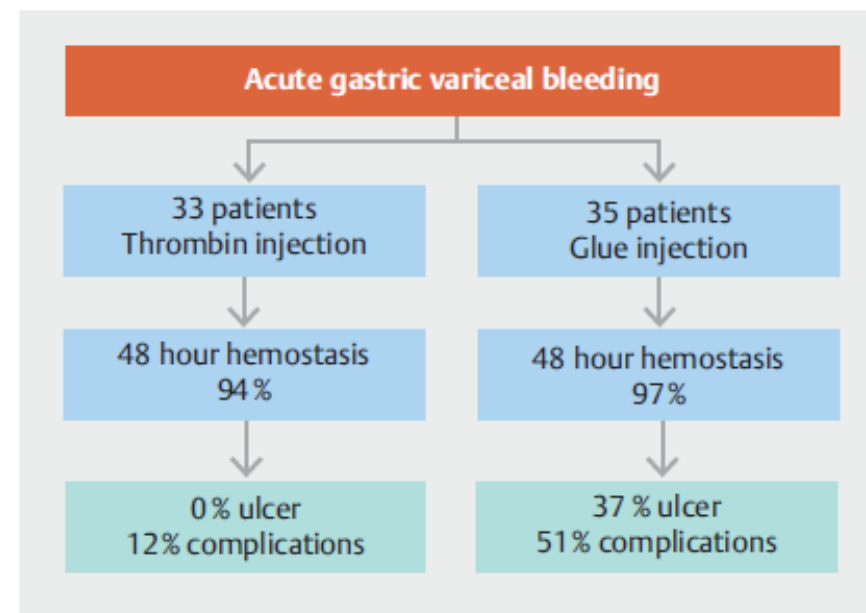 Acute gastric variceal bleeding
33 patients
Thrombin injection
35 patients
Glue injection
48 hour hemostasis
94%
48 hour hemostasis
97%
0% ulcer
12% complications
37% ulcer
51% complications